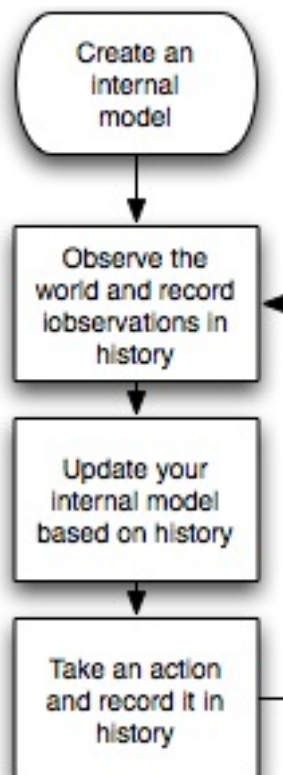 Create an
internal
model
Observe the
world and record
iobservations in
history
Update your
internal model
based on history
Take an action
and record it in
history